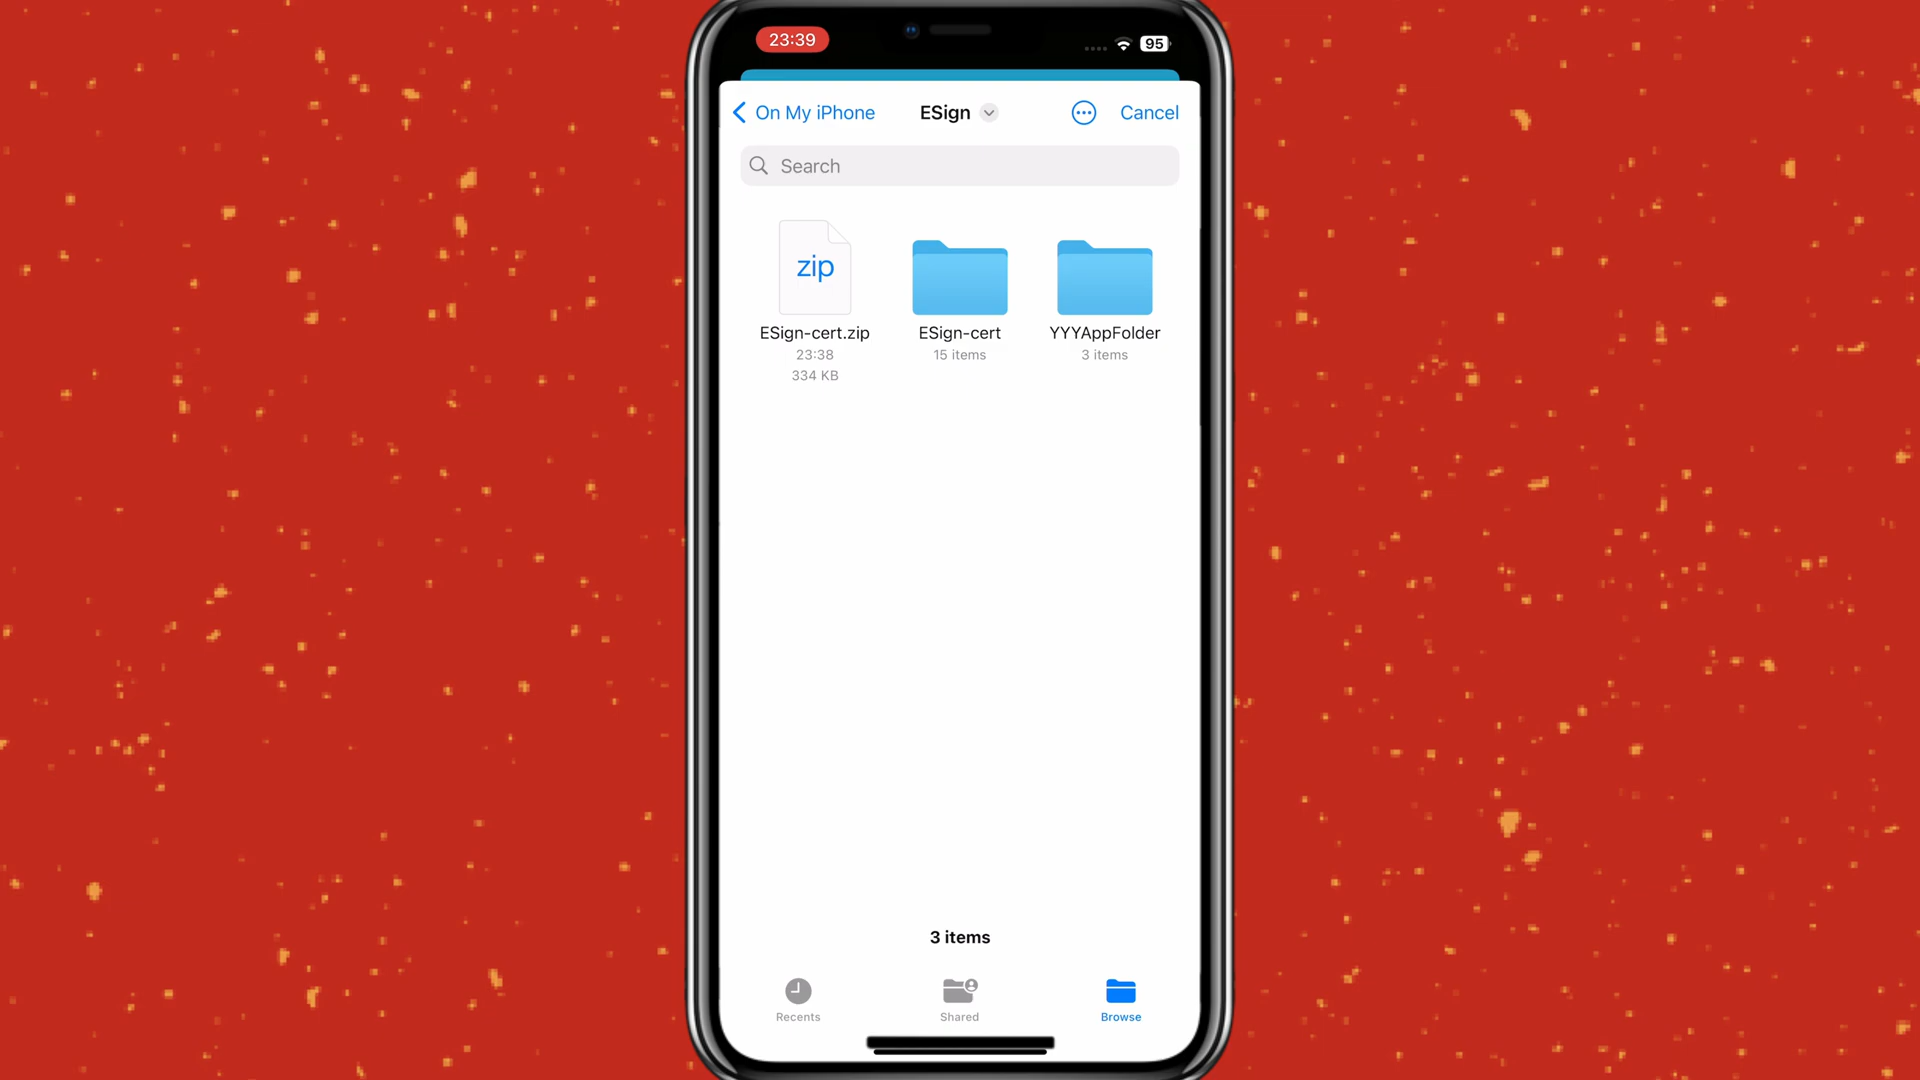 23:39
95
On My iPhone
ESign
Cancel
Search
zip
ESign-cert.zip
23:38
334 KB
ESign-cert
15 items
YYYAppFolder
3 items
3 items
Recents
Shared
Browse